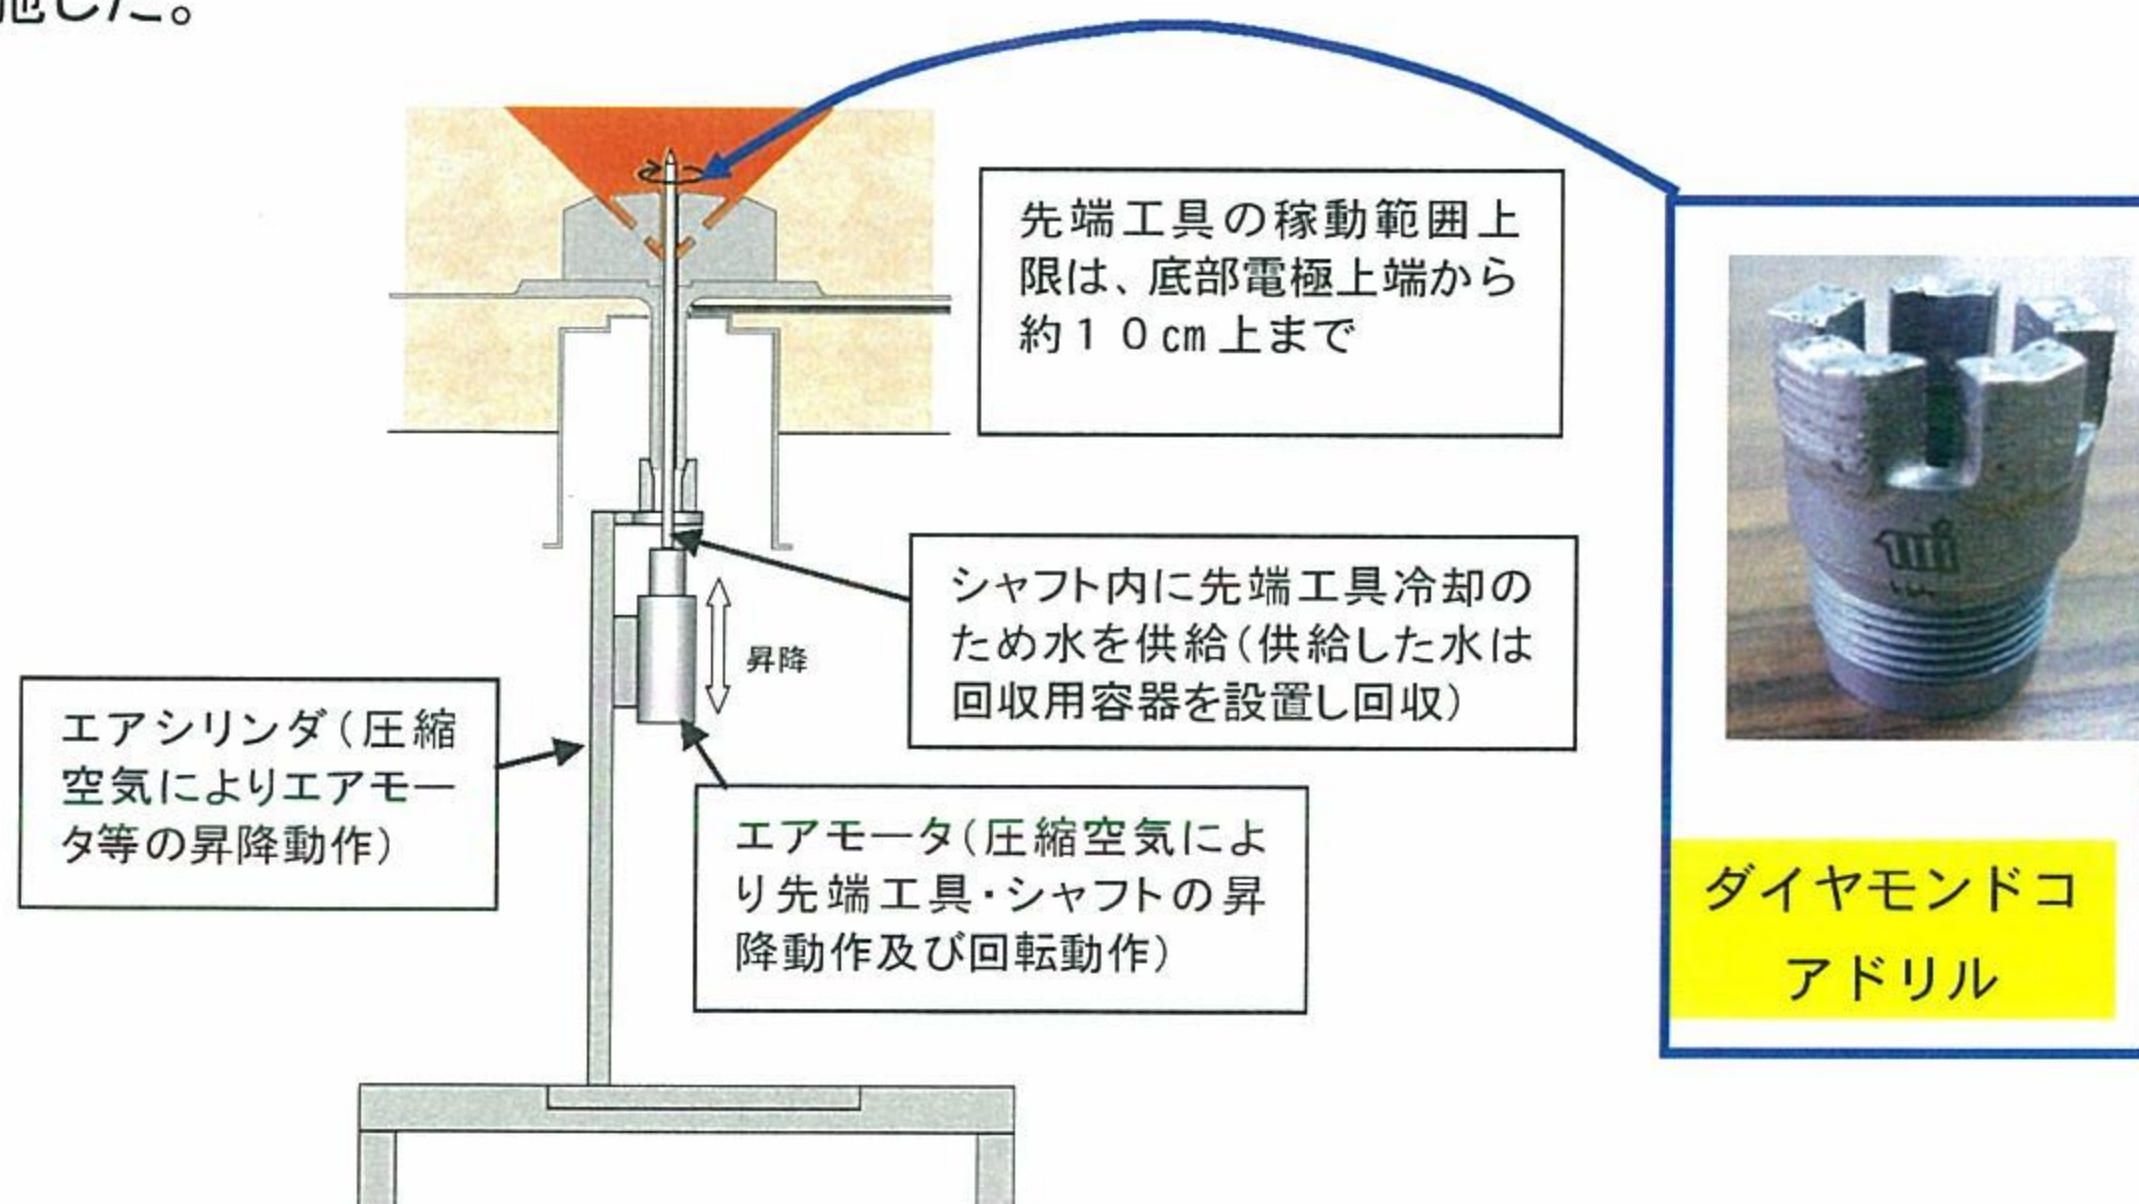 施した。
先端工具の稼動範囲上
限は、底部電極上端から
約１０㎝上まで
シャフト内に先端工具冷却の
ため水を供給(供給した水は
回収用容器を設置し回収)
昇降
エアシリンダ(圧縮
空気によりエアモー
タ等の昇降動作)
エアモータ(圧縮空気によ
り先端工具・シャフトの昇
降動作及び回転動作)
ダイヤモンドコ
アドリル